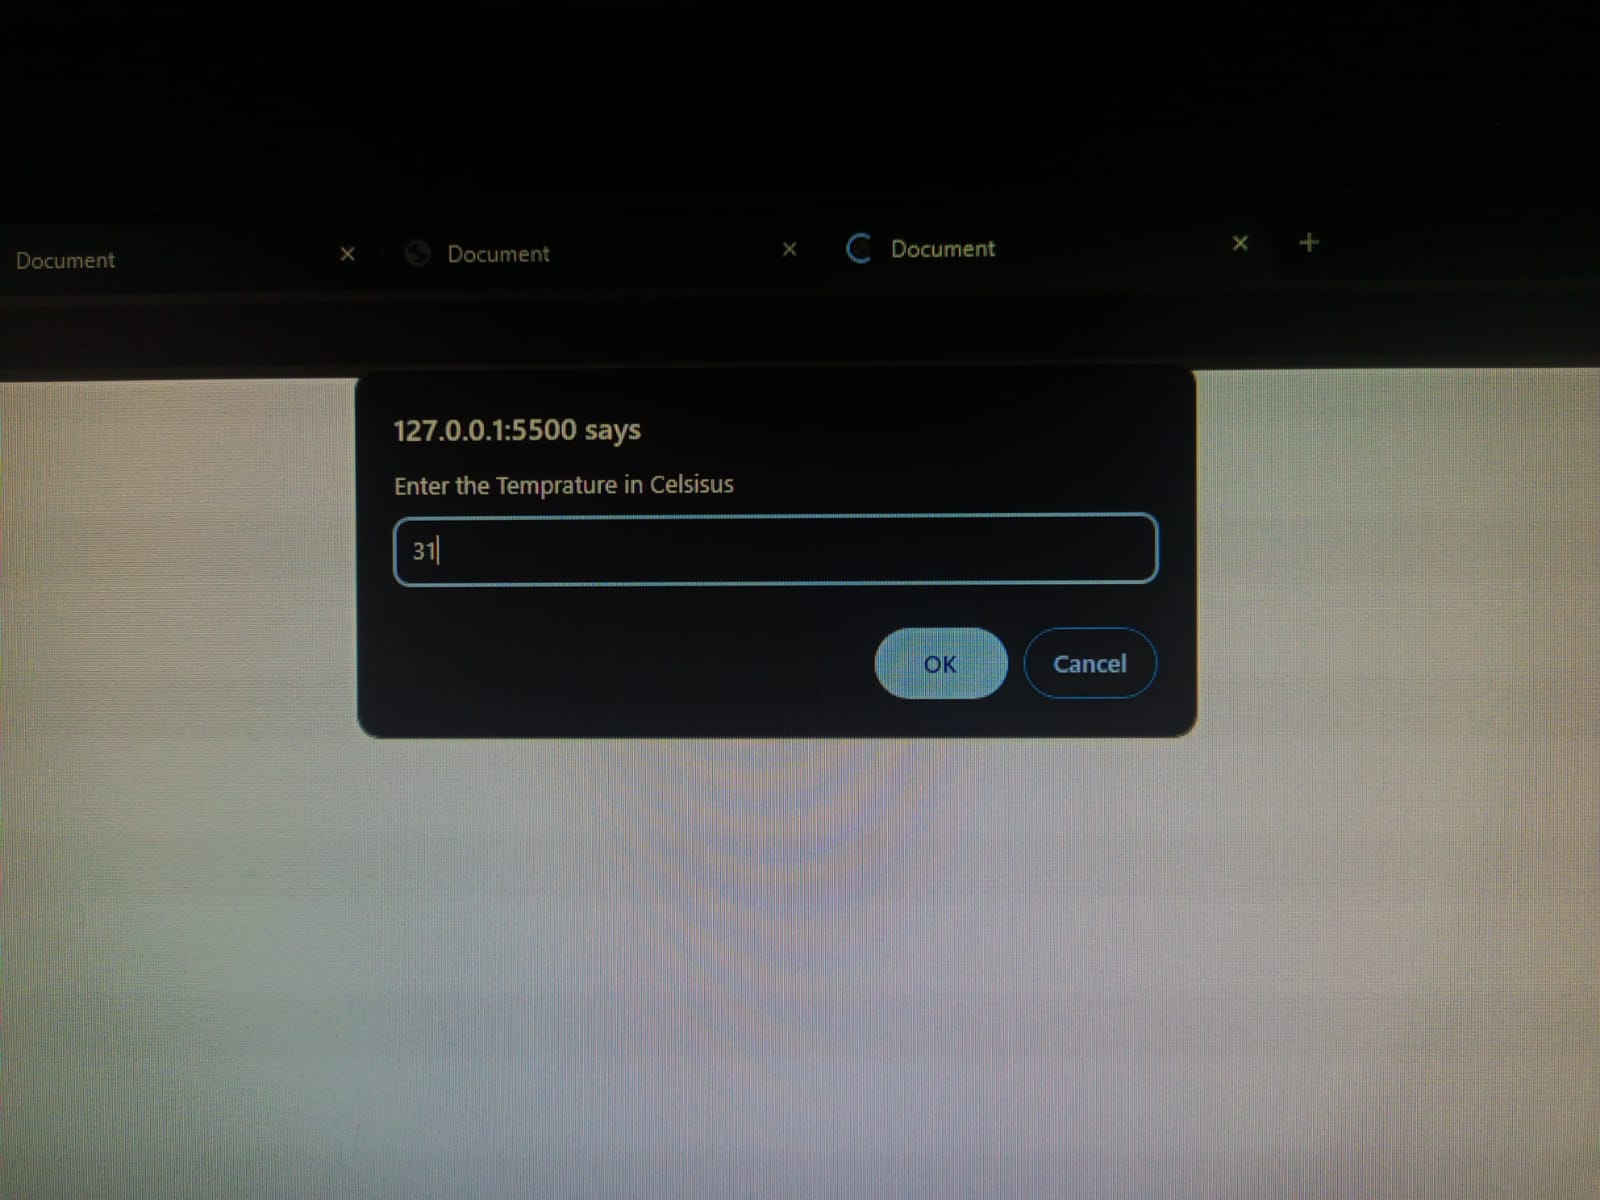 Document
Document
Document
127.0.0.1:5500 says
Enter the Temprature in Celsisus
31
OK
Cancel